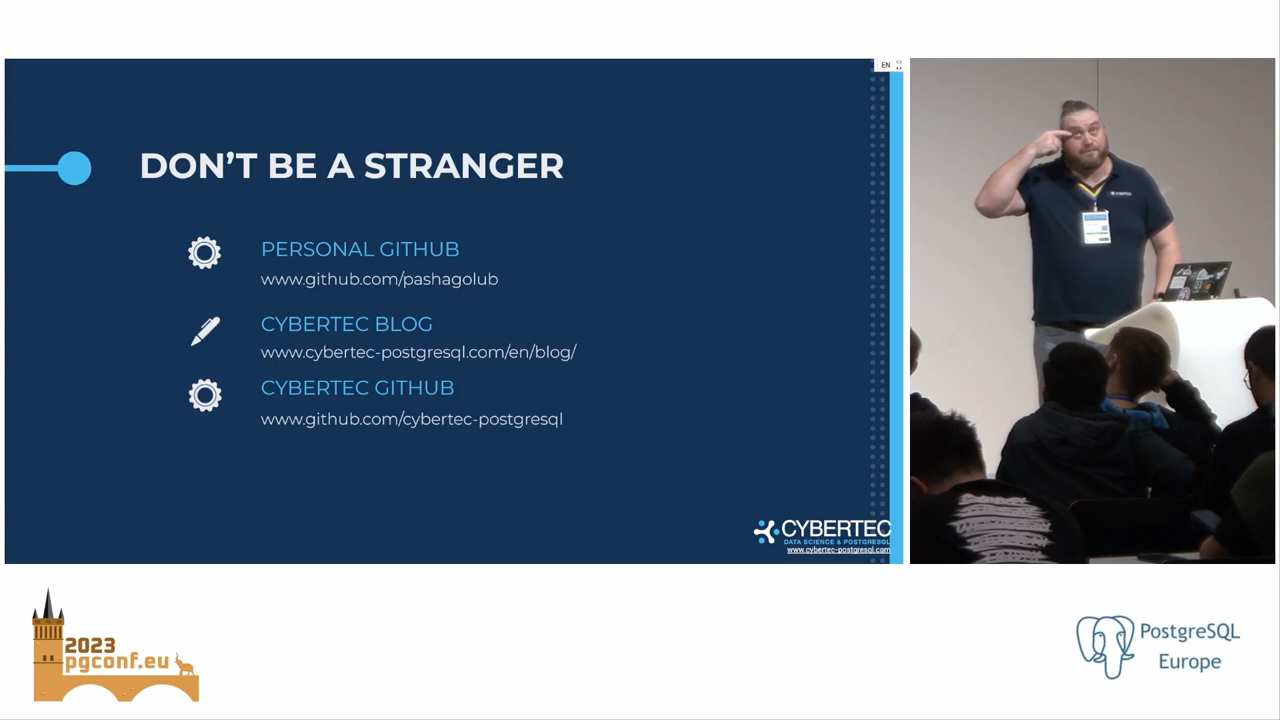 EN
DON'T BE A STRANGER
PERSONAL GITHUB
www.github.com/pashagolub
CYBERTEC BLOG
www.cybertec-postgresql.com/en/blog/
CYBERTEC GITHUB
www.github.com/cybertec-postgresql
CYBERTEC
DATA SCIENCE & POSTGRESQL
www.cybertec-postgresql.com
CYBERTEC
2023
pgconf.eu
PostgreSQL
Europe